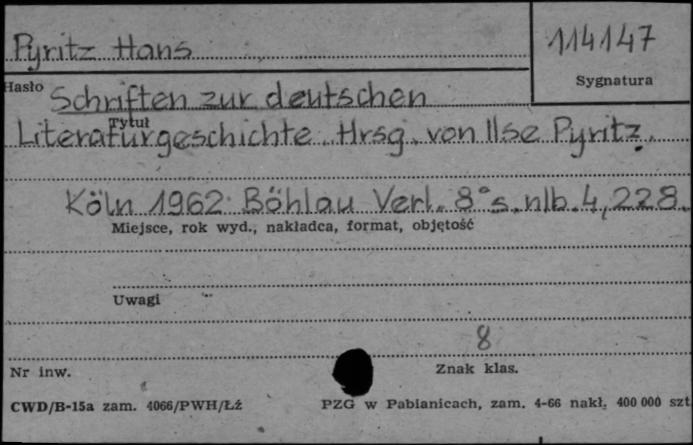 Pyritz Hans
114147
Hasło
Sygnatura
Schriften zur deutschen
Tytuł
Literaturgeschichte. Hrsg. von Ilse Pyritz.
Köln 1962 Böhlau Verl. 8° s. nlb. 4, 228.
Miejsce, rok wyd., nakładca, format, objętość
Uwagi
8
Nr inw.
Znak klas.
CWD/B-15a zam. 4066/PWH/Łź
PZG w Pabianicach, zam. 4-66 nakł. 400 000 szt